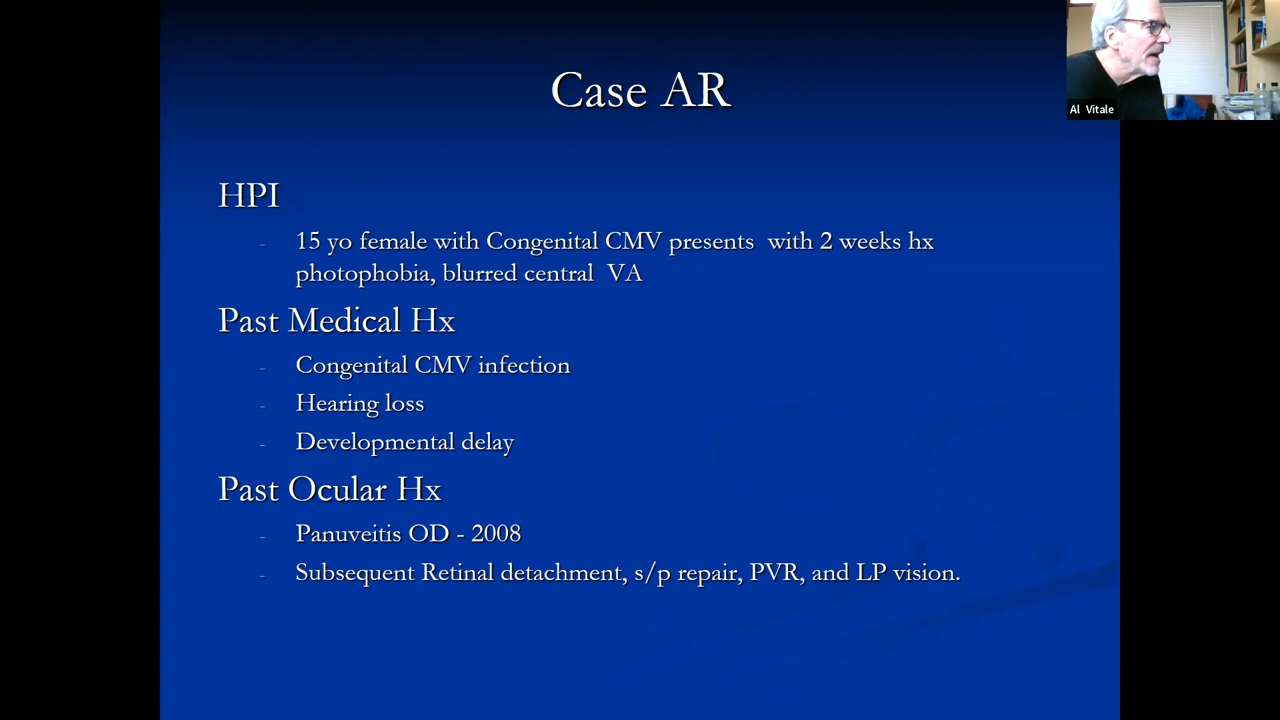 Case AR
Al Vitale
HPI
- 15 yo female with Congenital CMV presents with 2 weeks hx
photophobia, blurred central VA
Past Medical Hx
- Congenital CMV infection
- Hearing loss
- Developmental delay
Past Ocular Hx
- Panuveitis OD - 2008
- Subsequent Retinal detachment, s/p repair, PVR, and LP vision.